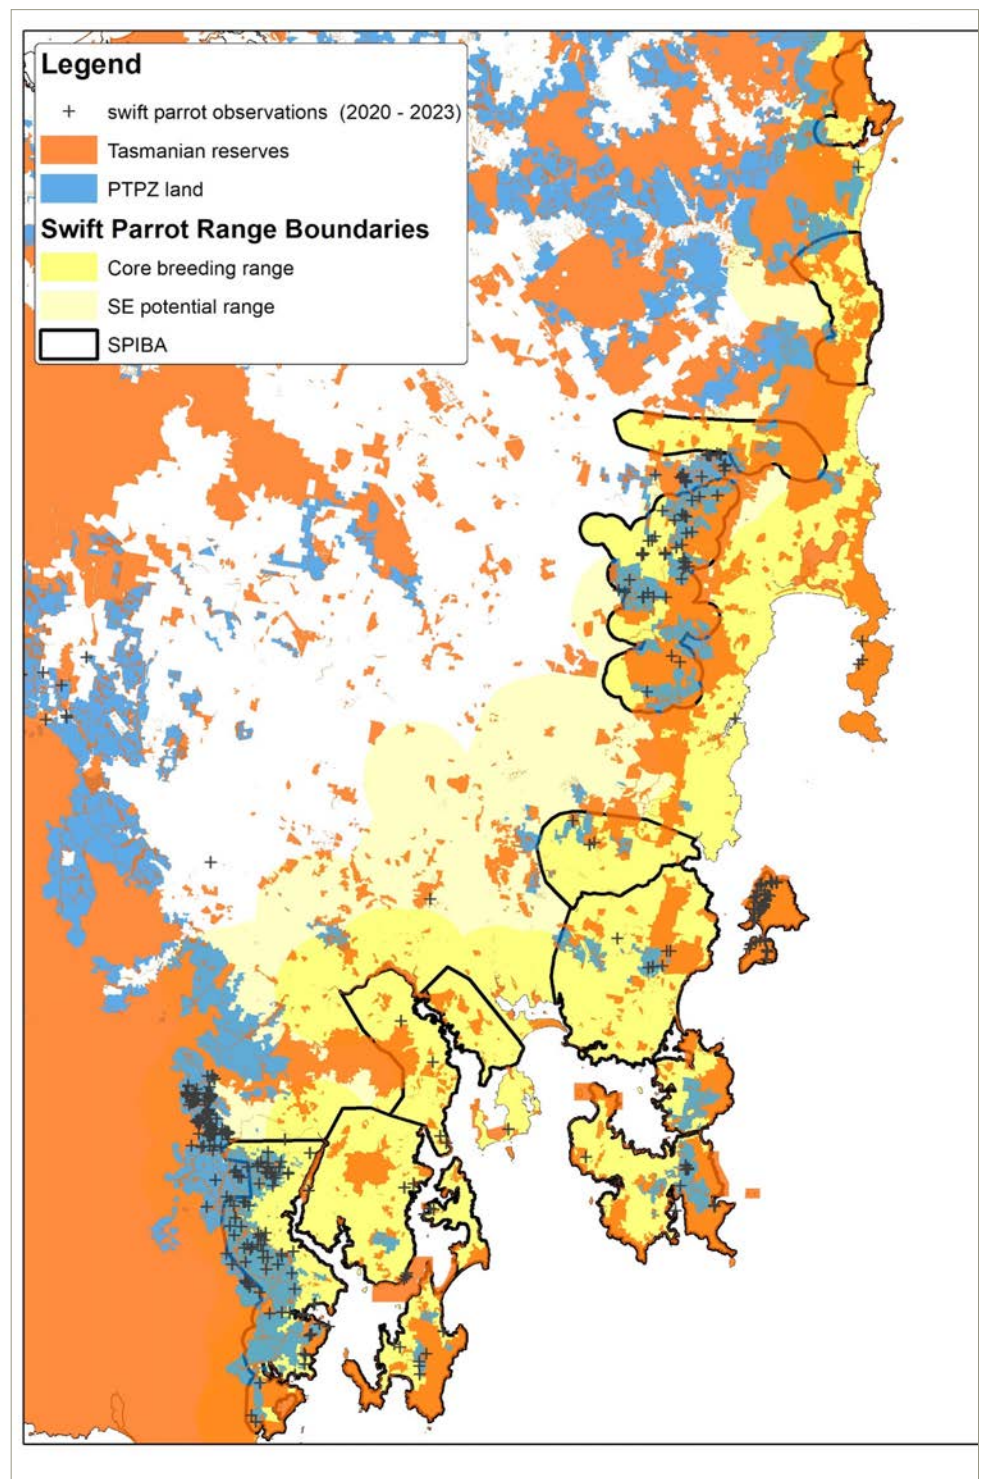 Legend
swift parrot observations (2020 - 2023)
Tasmanian reserves
PTPZ land
Swift Parrot Range Boundaries
Core breeding range
SE potential range
SPIBA